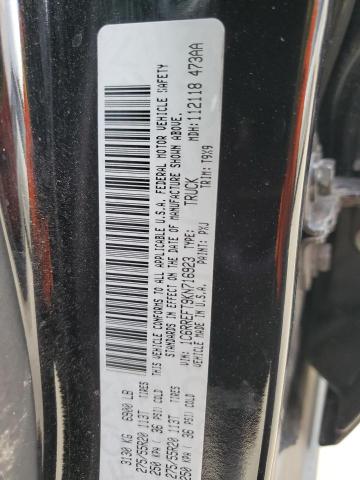 3130 KG 6900 LB
275/55R20 113T TIRES
250 KPA ( 36 PSI) COLD
275/55R20 113T TIRES
250 KPA ( 36 PSI) COLD
THIS VEHICLE CONFORMS TO ALL APPLICABLE U.S.A. FEDERAL MOTOR VEHICLE SAFETY
STANDARDS IN EFFECT ON THE DATE OF MANUFACTURE SHOWN ABOVE.
VIN: 1C6RREFT9KN716923 TYPE: TRUCK MDH: 112118 473AA
VEHICLE MADE IN U.S.A. PAINT: PXJ TRIM: T9X9